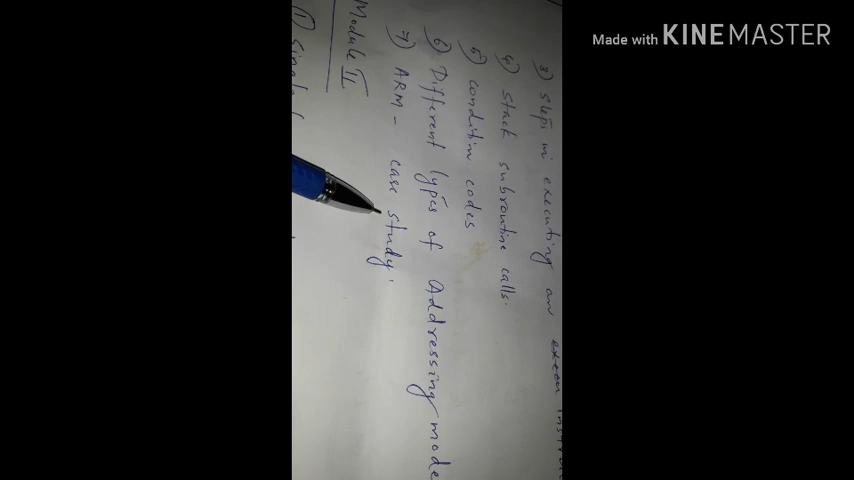 Made with KINEMASTER
3) steps in executing an
4) stack subroutine calls.
5) condition codes
6) Different types of Addressing mode
7) ARM - case study.
Module II
1)